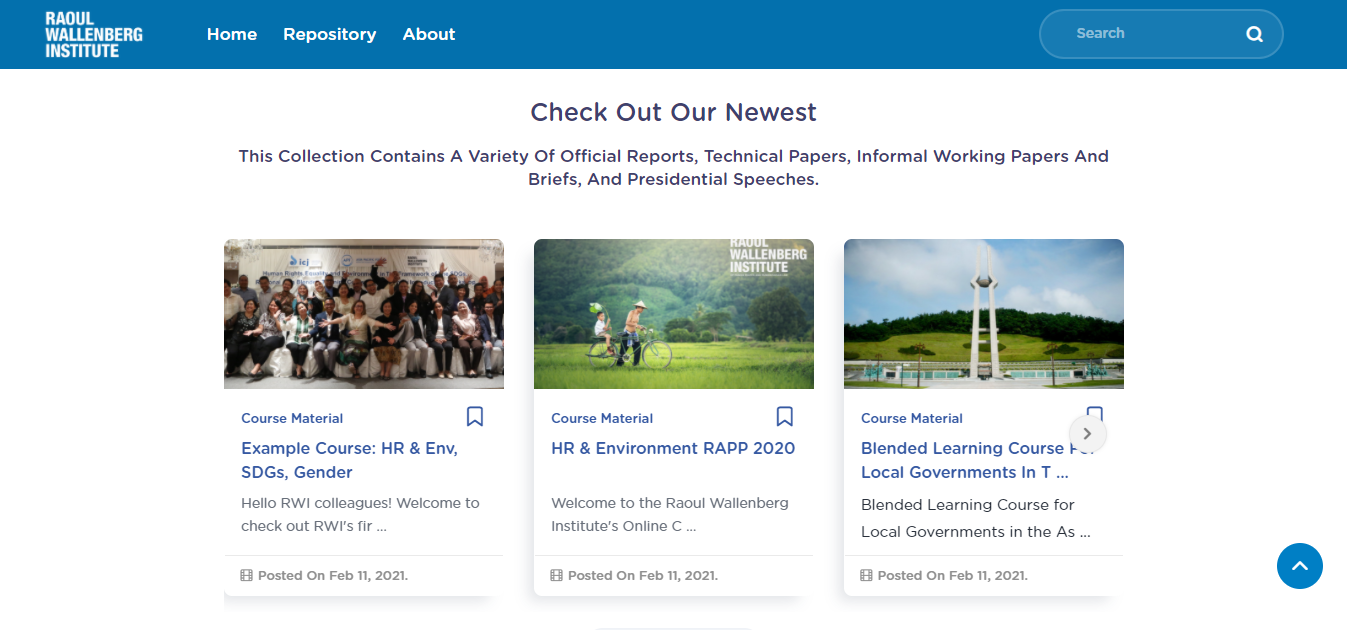 RAOUL
WALLENBERG
INSTITUTE
Home
Repository
About
Search
Check Out Our Newest
This Collection Contains A Variety Of Official Reports, Technical Papers, Informal Working Papers And
Briefs, And Presidential Speeches.
icj
RAOUL
WALLENBERG
INSTITUTE
Course Material
Example Course: HR & Env,
SDGs, Gender
Hello RWI colleagues! Welcome to
check out RWI's fir ...
Posted On Feb 11, 2021.
Course Material
HR & Environment RAPP 2020
Welcome to the Raoul Wallenberg
Institute's Online C ...
Posted On Feb 11, 2021.
Course Material
Blended Learning Course For
Local Governments In T ...
Blended Learning Course for
Local Governments in the As ...
Posted On Feb 11, 2021.